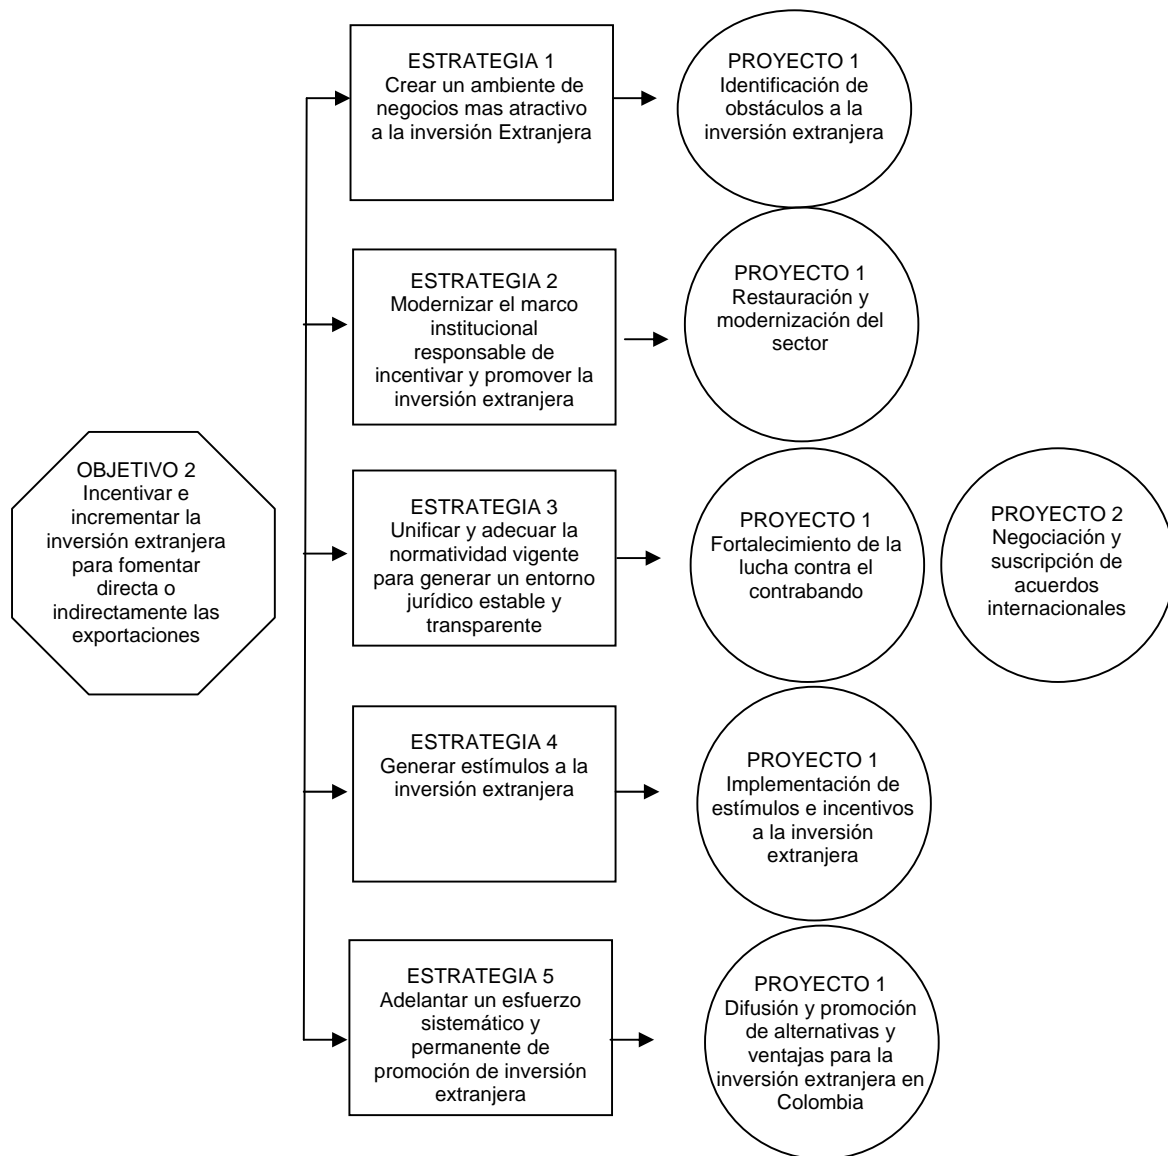 OBJETIVO 2
Incentivar e
incrementar la
inversión extranjera
para fomentar
directa o
indirectamente las
exportaciones
ESTRATEGIA 1
Crear un ambiente de
negocios mas atractivo
a la inversión Extranjera
PROYECTO 1
Identificación de
obstáculos a la
inversión extranjera
ESTRATEGIA 2
Modernizar el marco
institucional
responsable de
incentivar y promover la
inversión extranjera
PROYECTO 1
Restauración y
modernización del
sector
ESTRATEGIA 3
Unificar y adecuar la
normatividad vigente
para generar un entorno
jurídico estable y
transparente
PROYECTO 1
Fortalecimiento de la
lucha contra el
contrabando
PROYECTO 2
Negociación y
suscripción de
acuerdos
internacionales
ESTRATEGIA 4
Generar estímulos a la
inversión extranjera
PROYECTO 1
Implementación de
estímulos e incentivos
a la inversión
extranjera
ESTRATEGIA 5
Adelantar un esfuerzo
sistemático y
permanente de
promoción de inversión
extranjera
PROYECTO 1
Difusión y promoción
de alternativas y
ventajas para la
inversión extranjera en
Colombia